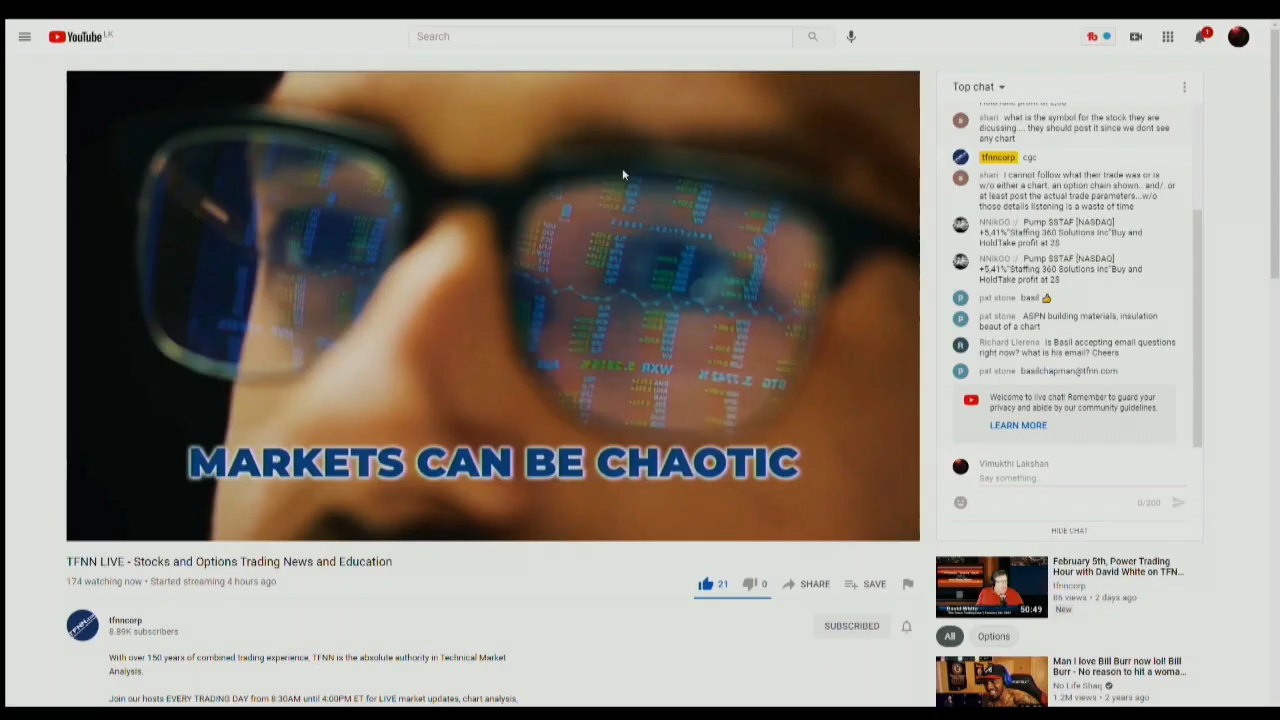 YouTube LK
Search
1
MARKETS CAN BE CHAOTIC
TFNN LIVE - Stocks and Options Trading News and Education
174 watching now • Started streaming 4 hours ago
21
0
SHARE
SAVE
tfnncorp
8.89K subscribers
SUBSCRIBED
With over 150 years of combined trading experience, TFNN is the absolute authority in Technical Market
Analysis.
Join our hosts EVERY TRADING DAY from 8:30AM until 4:00PM ET for LIVE market updates, chart analysis,
Top chat
shari what is the symbol for the stock they are
dicussing.... they should post it since we dont see
any chart
tfnncorp cgc
shari I cannot follow what their trade was or is
w/o either a chart, an option chain shown.. and/. or
at least post the actual trade parameters...w/o
those details listening is a waste of time
NNikOO :/ Pump $STAF [NASDAQ]
+5,41%"Staffing 360 Solutions Inc"Buy and
HoldTake profit at 2$
NNikOO :/ Pump $STAF [NASDAQ]
+5,41%"Staffing 360 Solutions Inc"Buy and
HoldTake profit at 2$
pat stone basil 👍
pat stone ASPN building materials, insulation
beaut of a chart
Richard Llerena is Basil accepting email questions
right now? what is his email? Cheers
pat stone basilchapman@tfnn.com
Welcome to live chat! Remember to guard your
privacy and abide by our community guidelines.
LEARN MORE
Vimukthi Lakshan
Say something...
0/200
HIDE CHAT
February 5th, Power Trading
Hour with David White on TFN...
tfnncorp
86 views • 2 days ago
New
David White
50:49
All
Options
Man I love Bill Burr now lol! Bill
Burr - No reason to hit a woma...
No Life Shaq
1.2M views • 2 years ago